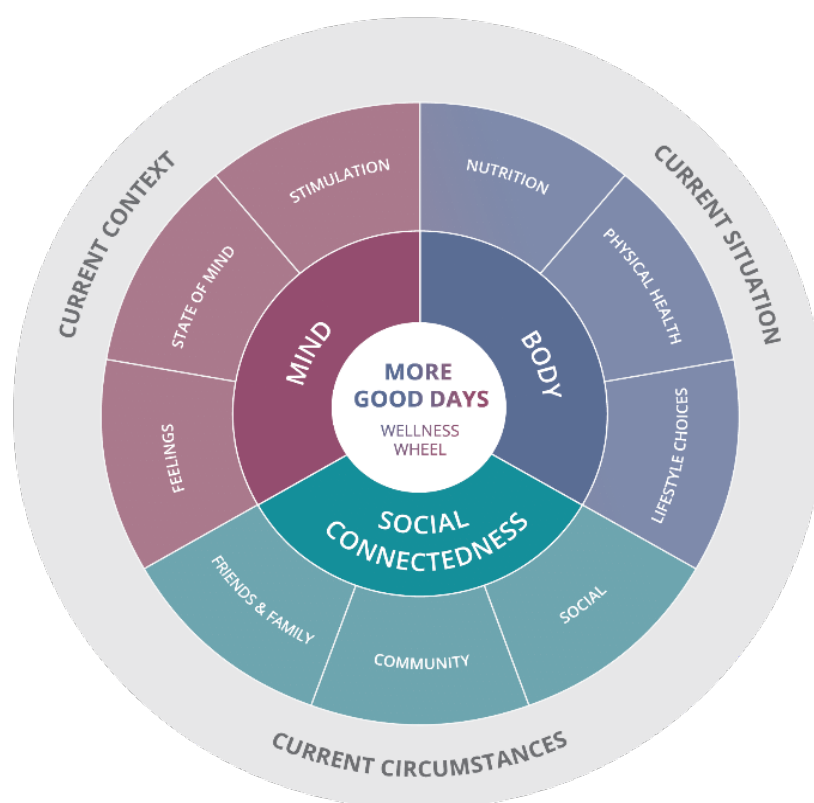 MORE
GOOD DAYS
WELLNESS
WHEEL
MIND
BODY
SOCIAL
CONNECTEDNESS
STIMULATION
NUTRITION
PHYSICAL HEALTH
LIFESTYLE CHOICES
SOCIAL
COMMUNITY
FRIENDS & FAMILY
FEELINGS
STATE OF MIND
CURRENT CONTEXT
CURRENT SITUATION
CURRENT CIRCUMSTANCES